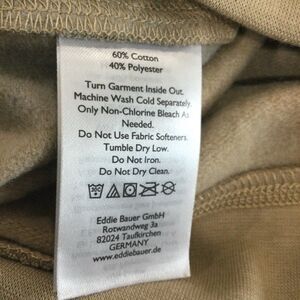 60% Cotton
40% Polyester
Turn Garment Inside Out.
Machine Wash Cold Separately.
Only Non-Chlorine Bleach As
Needed.
Do Not Use Fabric Softeners.
Tumble Dry Low.
Do Not Iron.
Do Not Dry Clean.
Eddie Bauer GmbH
Rotwandweg 3a
82024 Taufkirchen
GERMANY
www.eddiebauer.de